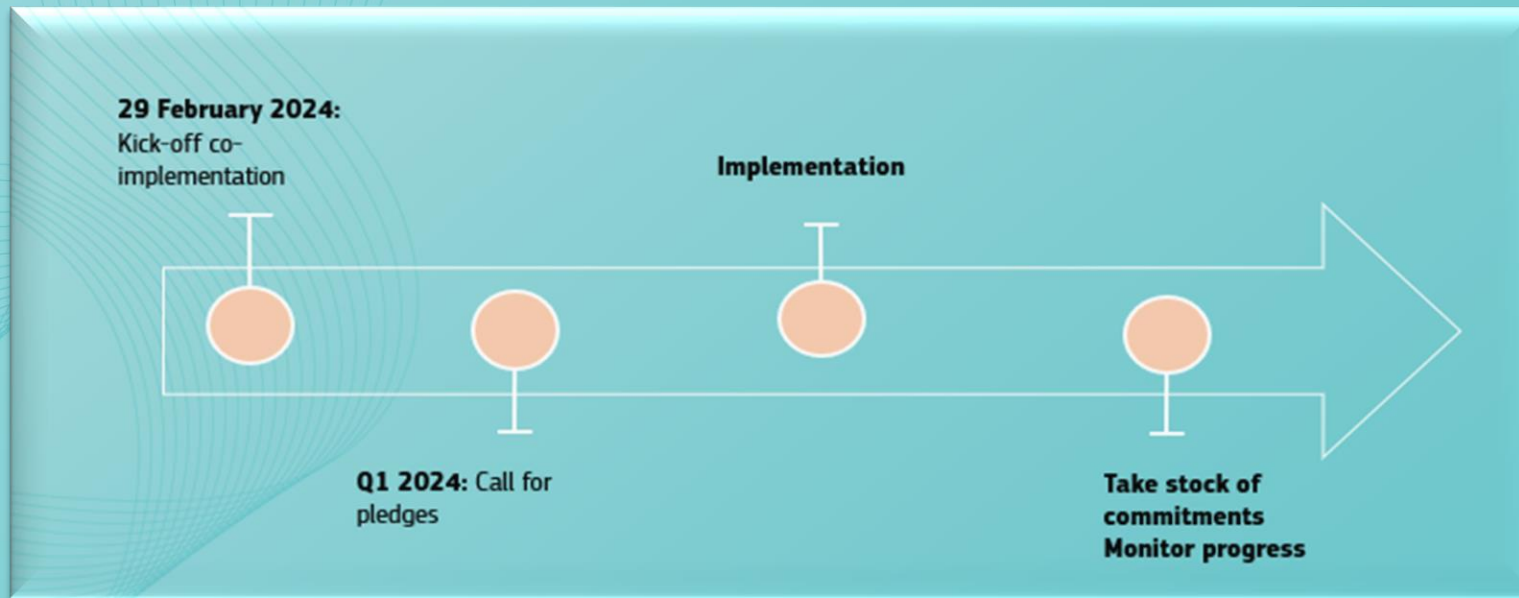 29 February 2024:
Kick-off co-
implementation
Q1 2024: Call for
pledges
Implementation
Take stock of
commitments
Monitor progress